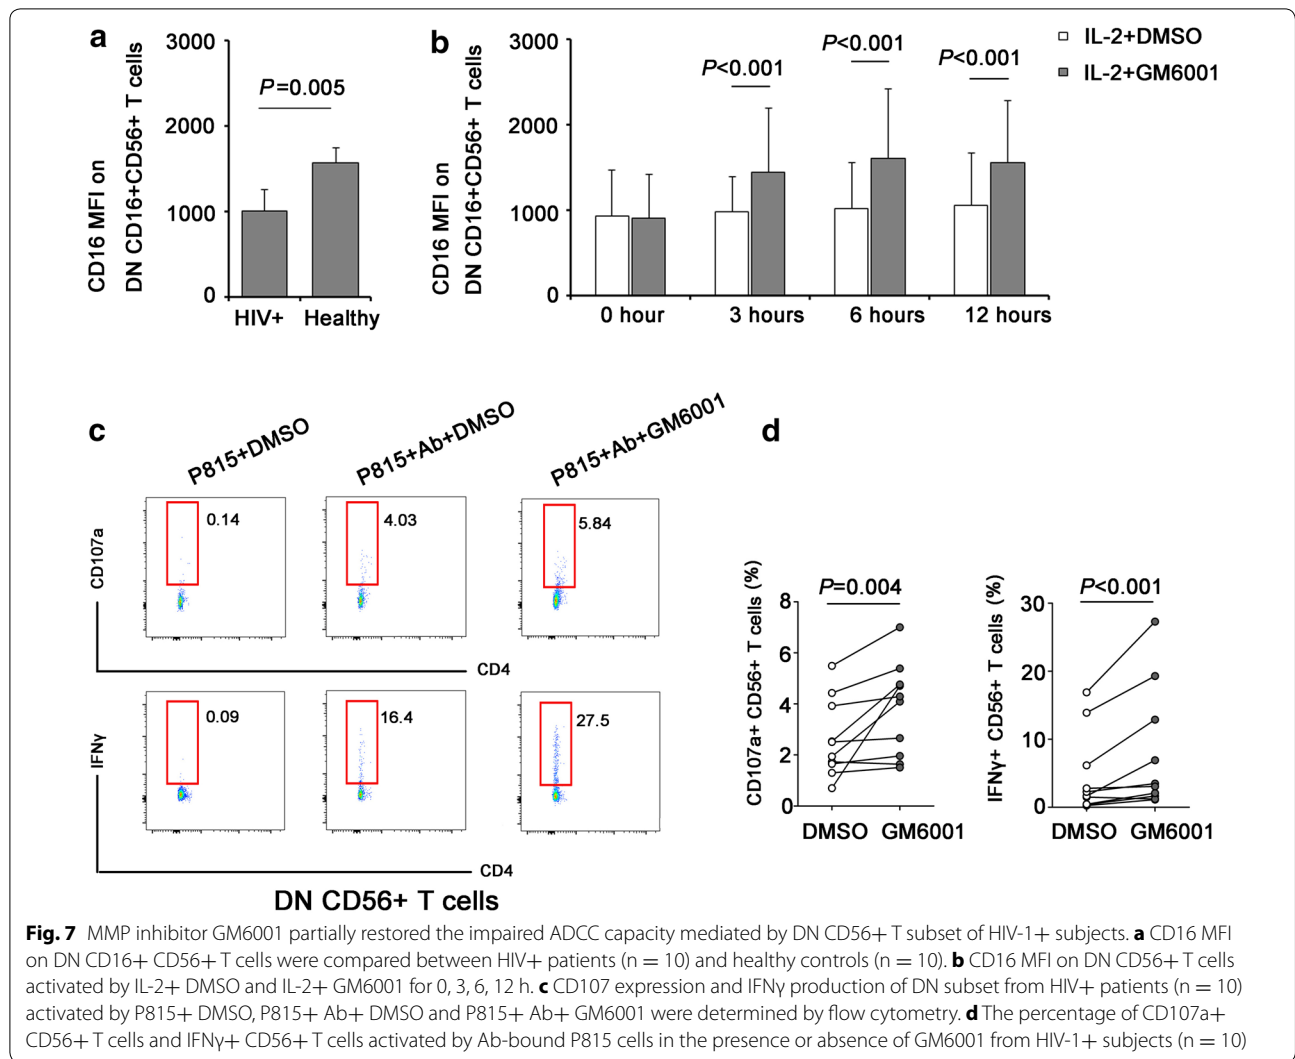 a
3000
2000
1000
0
CD16 MFI on
DN CD16+CD56+ T cells
P=0.005
HIV+ Healthy
b
3000
2000
1000
0
CD16 MFI on
DN CD16+CD56+ T cells
P<0.001
P<0.001
P<0.001
IL-2+DMSO
IL-2+GM6001
0 hour 3 hours 6 hours 12 hours
c
P815+DMSO
P815+Ab+DMSO
P815+Ab+GM6001
CD107a
0.14
4.03
5.84
CD4
IFNγ
0.09
16.4
27.5
CD4
DN CD56+ T cells
d
CD107a+ CD56+ T cells (%)
P=0.004
8
6
4
2
0
DMSO GM6001
IFNγ+ CD56+ T cells (%)
P<0.001
30
20
10
0
DMSO GM6001
Fig. 7 MMP inhibitor GM6001 partially restored the impaired ADCC capacity mediated by DN CD56+ T subset of HIV-1+ subjects. a CD16 MFI
on DN CD16+ CD56+ T cells were compared between HIV+ patients (n = 10) and healthy controls (n = 10). b CD16 MFI on DN CD56+ T cells
activated by IL-2+ DMSO and IL-2+ GM6001 for 0, 3, 6, 12 h. c CD107 expression and IFNγ production of DN subset from HIV+ patients (n = 10)
activated by P815+ DMSO, P815+ Ab+ DMSO and P815+ Ab+ GM6001 were determined by flow cytometry. d The percentage of CD107a+
CD56+ T cells and IFNγ+ CD56+ T cells activated by Ab-bound P815 cells in the presence or absence of GM6001 from HIV-1+ subjects (n = 10)